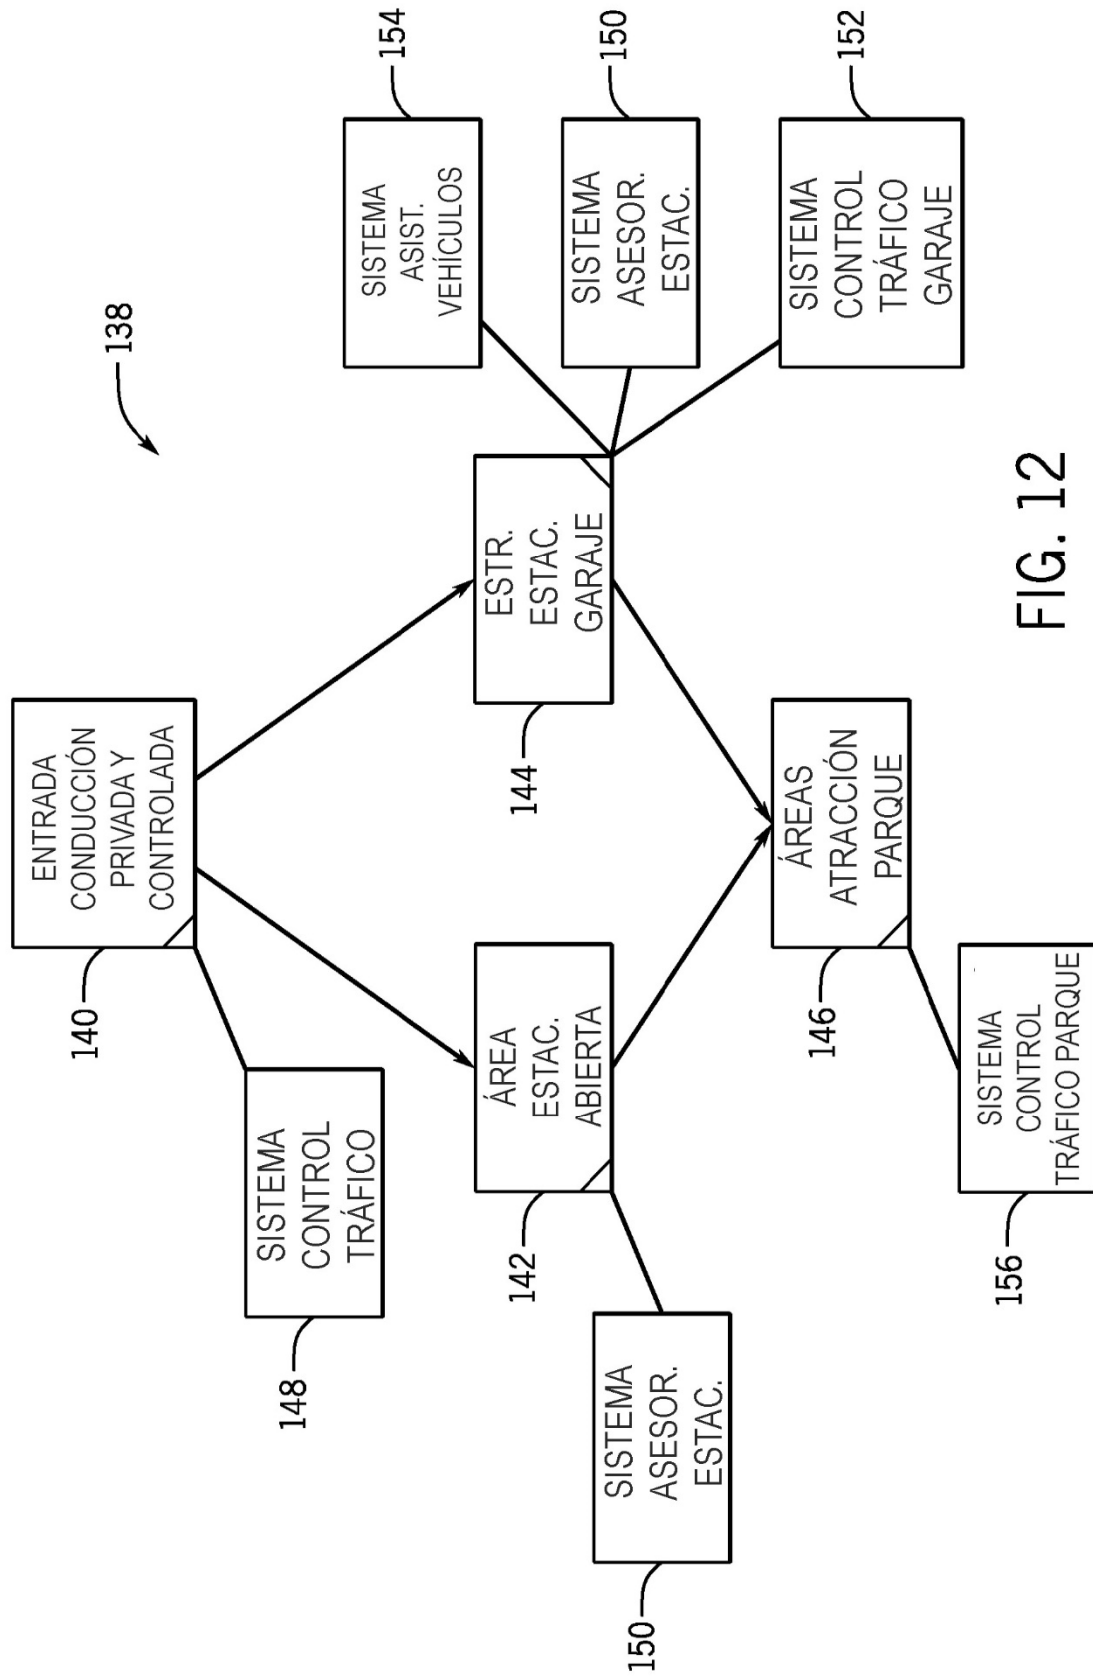 138
ENTRADA
CONDUCCIÓN
PRIVADA Y
CONTROLADA
140
SISTEMA
CONTROL
TRÁFICO
148
ÁREA
ESTAC.
ABIERTA
142
ESTR.
ESTAC.
GARAJE
144
SISTEMA
ASIST.
VEHÍCULOS
154
SISTEMA
ASESOR.
ESTAC.
150
SISTEMA
CONTROL
TRÁFICO
GARAJE
152
SISTEMA
ASESOR.
ESTAC.
150
ÁREAS
ATRACCIÓN
PARQUE
146
SISTEMA
CONTROL
TRÁFICO PARQUE
156
FIG. 12